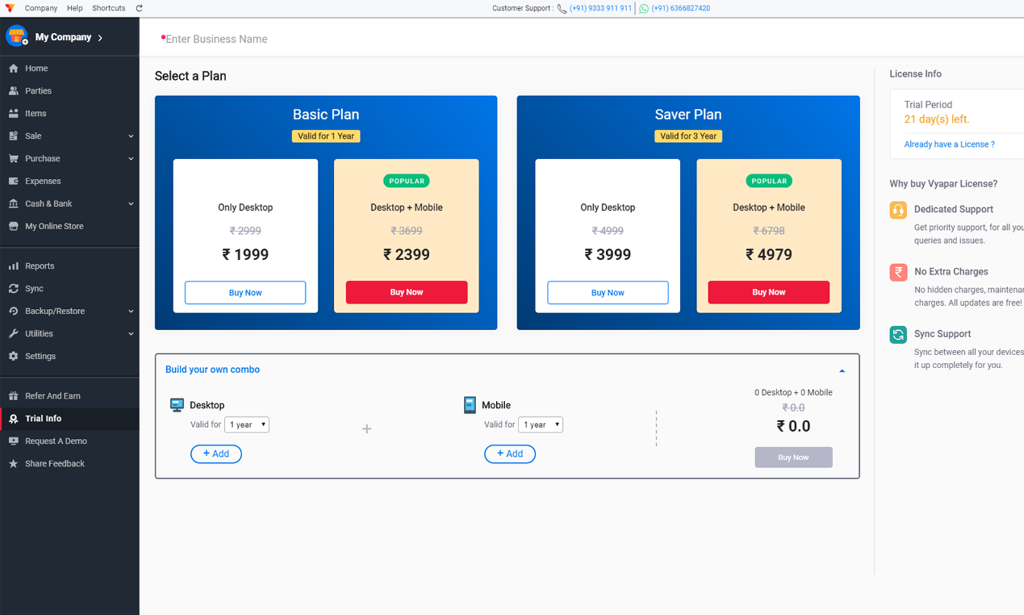 Company Help Shortcuts
Customer Support : (+91) 9333 911 911 (+91) 6366827420
My Company
Enter Business Name
Home
Parties
Items
Sale
Purchase
Expenses
Cash & Bank
My Online Store
Reports
Sync
Backup/Restore
Utilities
Settings
Refer And Earn
Trial Info
Request A Demo
Share Feedback
Select a Plan
Basic Plan
Valid for 1 Year
Only Desktop
₹ 2999
₹ 1999
Buy Now
POPULAR
Desktop + Mobile
₹ 3699
₹ 2399
Buy Now
Saver Plan
Valid for 3 Year
Only Desktop
₹ 4999
₹ 3999
Buy Now
POPULAR
Desktop + Mobile
₹ 6798
₹ 4979
Buy Now
Build your own combo
Desktop
Valid for 1 year
+ Add
+
Mobile
Valid for 1 year
+ Add
0 Desktop + 0 Mobile
₹ 0.0
₹ 0.0
Buy Now
License Info
Trial Period
21 day(s) left.
Already have a License ?
Why buy Vyapar License?
Dedicated Support
Get priority support, for all you
queries and issues.
No Extra Charges
No hidden charges, maintenan
charges. All updates are free!
Sync Support
Sync between all your devices
it up completely for you.